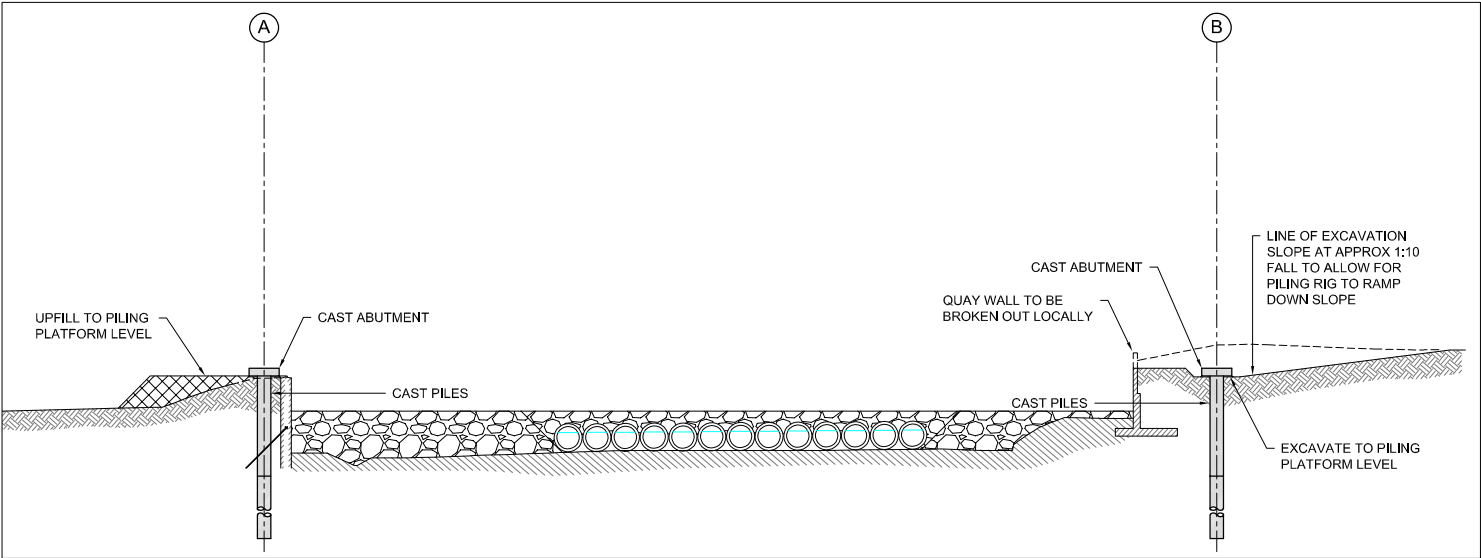 A
B
UPFILL TO PILING
PLATFORM LEVEL
CAST ABUTMENT
CAST PILES
QUAY WALL TO BE
BROKEN OUT LOCALLY
CAST ABUTMENT
LINE OF EXCAVATION
SLOPE AT APPROX 1:10
FALL TO ALLOW FOR
PILING RIG TO RAMP
DOWN SLOPE
CAST PILES
EXCAVATE TO PILING
PLATFORM LEVEL